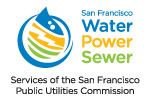 San Francisco
Water
Power
Sewer
Services of the San Francisco
Public Utilities Commission